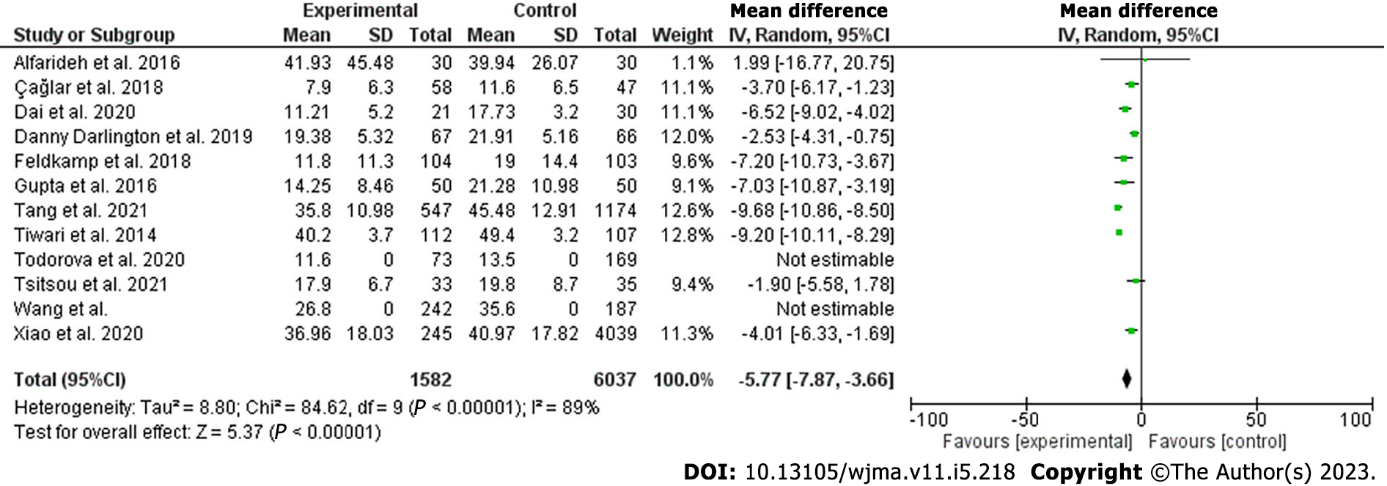 Experimental Control Mean difference Mean difference
Study or Subgroup Mean SD Total Mean SD Total Weight IV, Random, 95%CI IV, Random, 95%CI
Alfarideh et al. 2016 41.93 45.48 30 39.94 26.07 30 1.1% 1.99 [-16.77, 20.75]
Çağlar et al. 2018 7.9 6.3 58 11.6 6.5 47 11.1% -3.70 [-6.17, -1.23]
Dai et al. 2020 11.21 5.2 21 17.73 3.2 30 11.1% -6.52 [-9.02, -4.02]
Danny Darlington et al. 2019 19.38 5.32 67 21.91 5.16 66 12.0% -2.53 [-4.31, -0.75]
Feldkamp et al. 2018 11.8 11.3 104 19 14.4 103 9.6% -7.20 [-10.73, -3.67]
Gupta et al. 2016 14.25 8.46 50 21.28 10.98 50 9.1% -7.03 [-10.87, -3.19]
Tang et al. 2021 35.8 10.98 547 45.48 12.91 1174 12.6% -9.68 [-10.86, -8.50]
Tiwari et al. 2014 40.2 3.7 112 49.4 3.2 107 12.8% -9.20 [-10.11, -8.29]
Todorova et al. 2020 11.6 0 73 13.5 0 169 Not estimable
Tsitsou et al. 2021 17.9 6.7 33 19.8 8.7 35 9.4% -1.90 [-5.58, 1.78]
Wang et al. 26.8 0 242 35.6 0 187 Not estimable
Xiao et al. 2020 36.96 18.03 245 40.97 17.82 4039 11.3% -4.01 [-6.33, -1.69]
Total (95%CI) 1582 6037 100.0% -5.77 [-7.87, -3.66]
Heterogeneity: Tau² = 8.80; Chi² = 84.62, df = 9 (P < 0.00001); I² = 89%
Test for overall effect: Z = 5.37 (P < 0.00001)
-100 -50 0 50 100
Favours [experimental] Favours [control]
DOI: 10.13105/wjma.v11.i5.218 Copyright ©The Author(s) 2023.